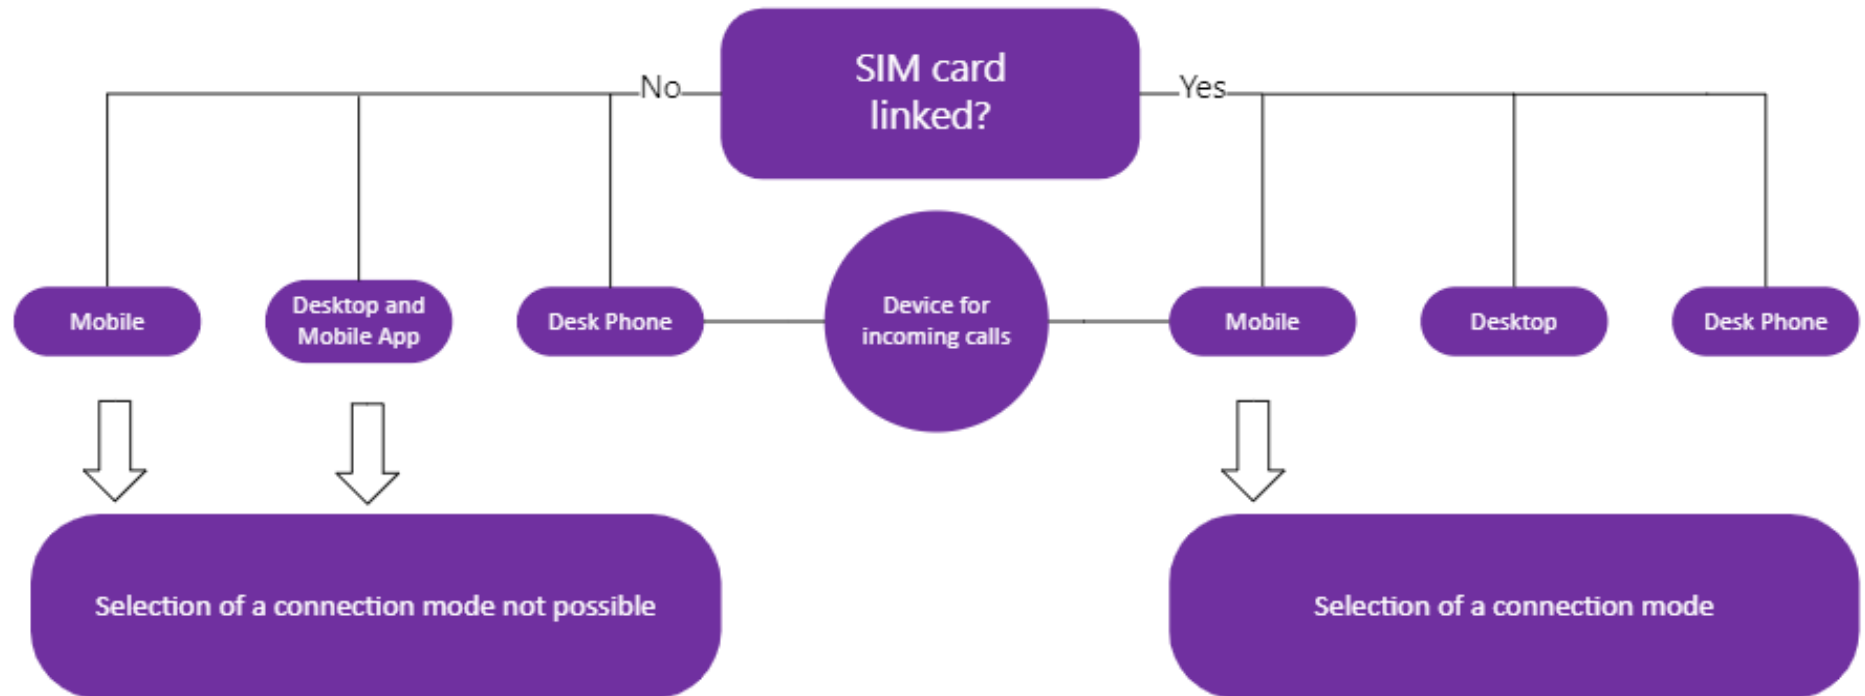 SIM card
linked?
No
Yes
Mobile
Desktop and
Mobile App
Desk Phone
Device for
incoming calls
Mobile
Desktop
Desk Phone
Selection of a connection mode not possible
Selection of a connection mode